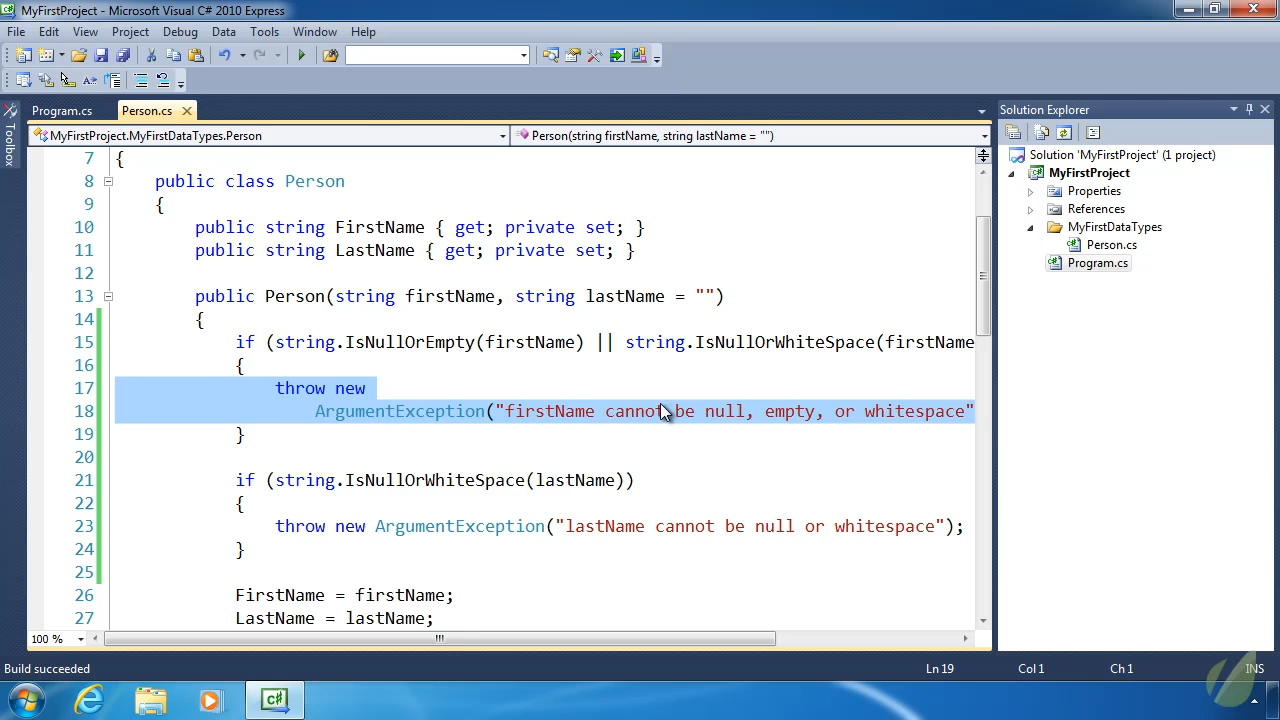 MyFirstProject - Microsoft Visual C# 2010 Express
File Edit View Project Debug Data Tools Window Help
Program.cs Person.cs
Toolbox
MyFirstProject.MyFirstDataTypes.Person
Person(string firstName, string lastName = "")
7 {
8 public class Person
9 {
10 public string FirstName { get; private set; }
11 public string LastName { get; private set; }
12
13 public Person(string firstName, string lastName = "")
14 {
15 if (string.IsNullOrEmpty(firstName) || string.IsNullOrWhiteSpace(firstName
16 {
17 throw new
18 ArgumentException("firstName cannot be null, empty, or whitespace"
19 }
20
21 if (string.IsNullOrWhiteSpace(lastName))
22 {
23 throw new ArgumentException("lastName cannot be null or whitespace");
24 }
25
26 FirstName = firstName;
27 LastName = lastName;
100 %
Solution Explorer
Solution 'MyFirstProject' (1 project)
MyFirstProject
Properties
References
MyFirstDataTypes
Person.cs
Program.cs
Build succeeded Ln 19 Col 1 Ch 1 INS